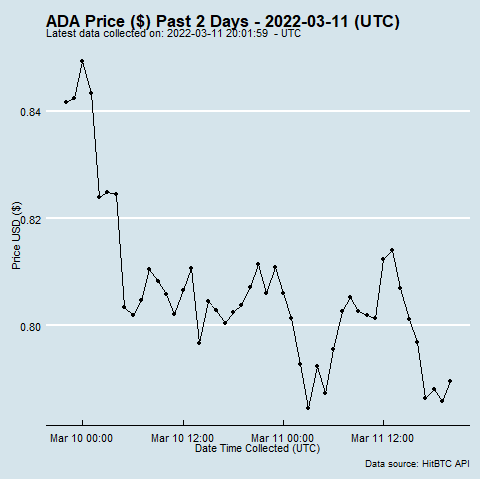 ADA Price ($) Past 2 Days - 2022-03-11 (UTC)
Latest data collected on: 2022-03-11 20:01:59 - UTC
0.84
0.82
0.80
Price USD ($)
Mar 10 00:00
Mar 10 12:00
Mar 11 00:00
Mar 11 12:00
Date Time Collected (UTC)
Data source: HitBTC API